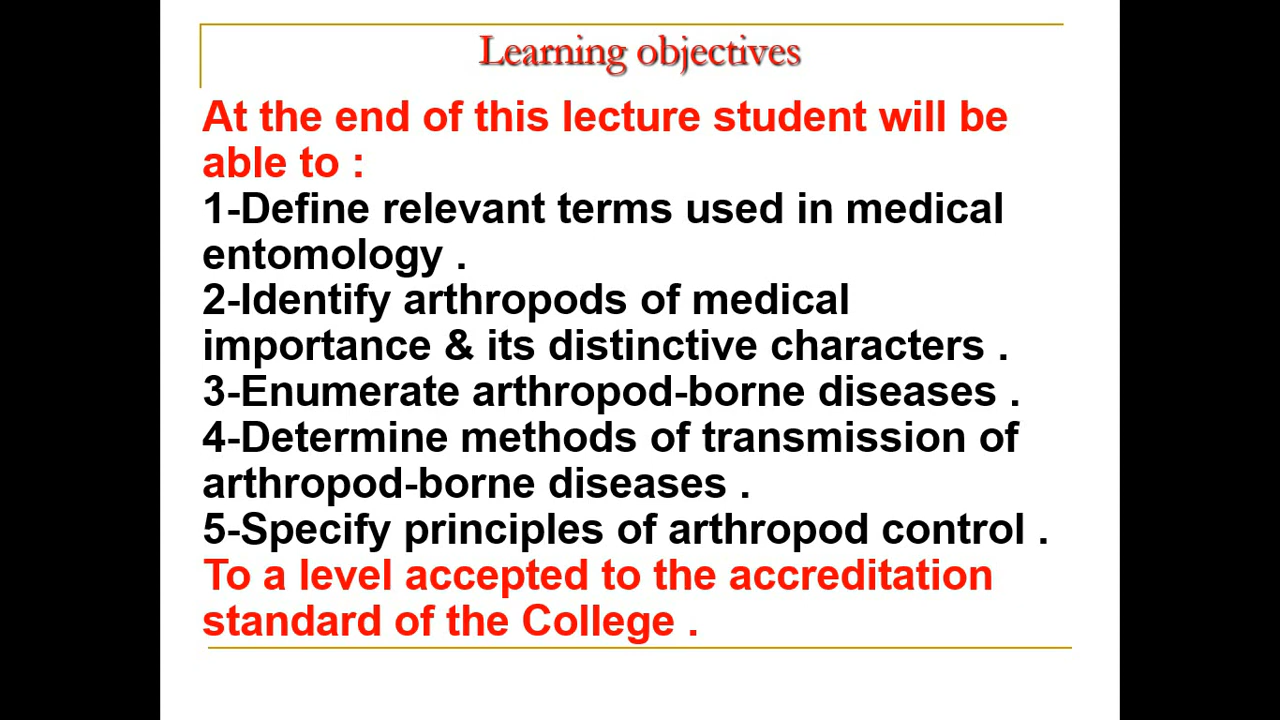 Learning objectives
At the end of this lecture student will be
able to :
1-Define relevant terms used in medical
entomology .
2-Identify arthropods of medical
importance & its distinctive characters .
3-Enumerate arthropod-borne diseases .
4-Determine methods of transmission of
arthropod-borne diseases .
5-Specify principles of arthropod control .
To a level accepted to the accreditation
standard of the College .